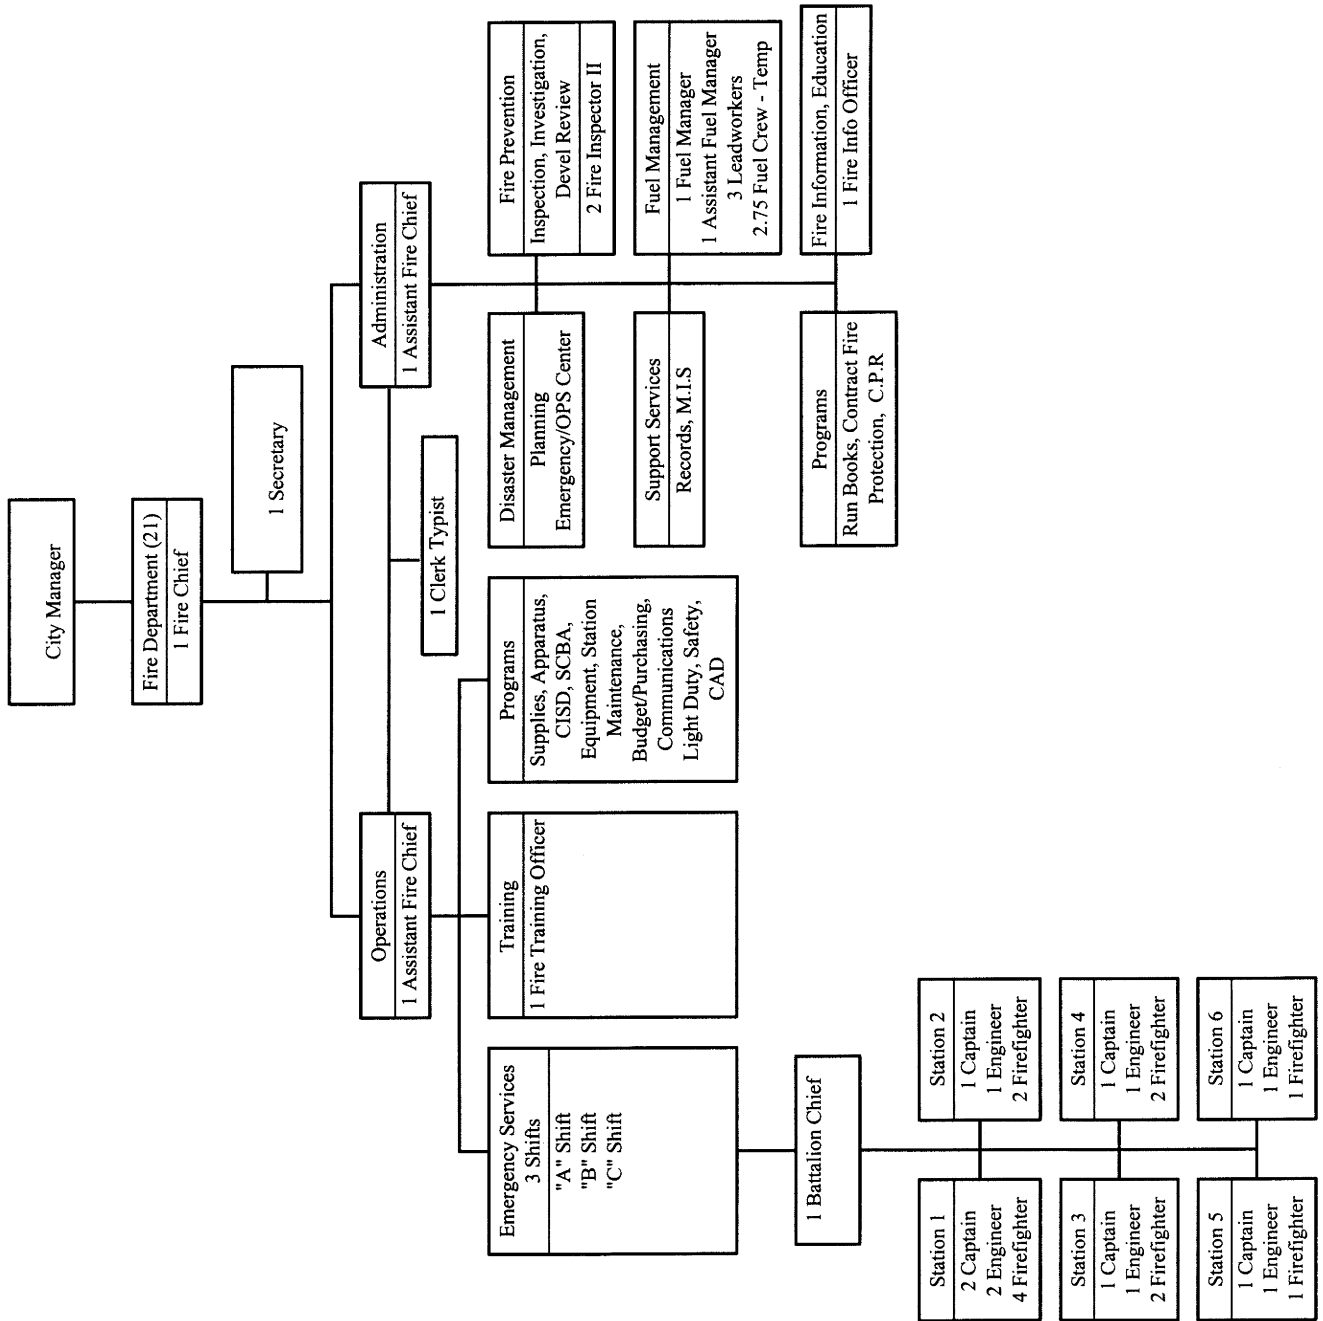 City Manager
Fire Department (21)
1 Fire Chief
1 Secretary
Operations
1 Assistant Fire Chief
Administration
1 Assistant Fire Chief
1 Clerk Typist
Emergency Services
3 Shifts
"A" Shift
"B" Shift
"C" Shift
Training
1 Fire Training Officer
Programs
Supplies, Apparatus,
CISD, SCBA,
Equipment, Station
Maintenance,
Budget/Purchasing,
Communications
Light Duty, Safety,
CAD
Disaster Management
Planning
Emergency/OPS Center
Fire Prevention
Inspection, Investigation,
Devel Review
2 Fire Inspector II
Support Services
Records, M.I.S
Fuel Management
1 Fuel Manager
1 Assistant Fuel Manager
3 Leadworkers
2.75 Fuel Crew - Temp
Programs
Run Books, Contract Fire
Protection, C.P.R
Fire Information, Education
1 Fire Info Officer
1 Battalion Chief
Station 1
2 Captain
2 Engineer
4 Firefighter
Station 2
1 Captain
1 Engineer
2 Firefighter
Station 3
1 Captain
1 Engineer
2 Firefighter
Station 4
1 Captain
1 Engineer
2 Firefighter
Station 5
1 Captain
1 Engineer
1 Firefighter
Station 6
1 Captain
1 Engineer
1 Firefighter